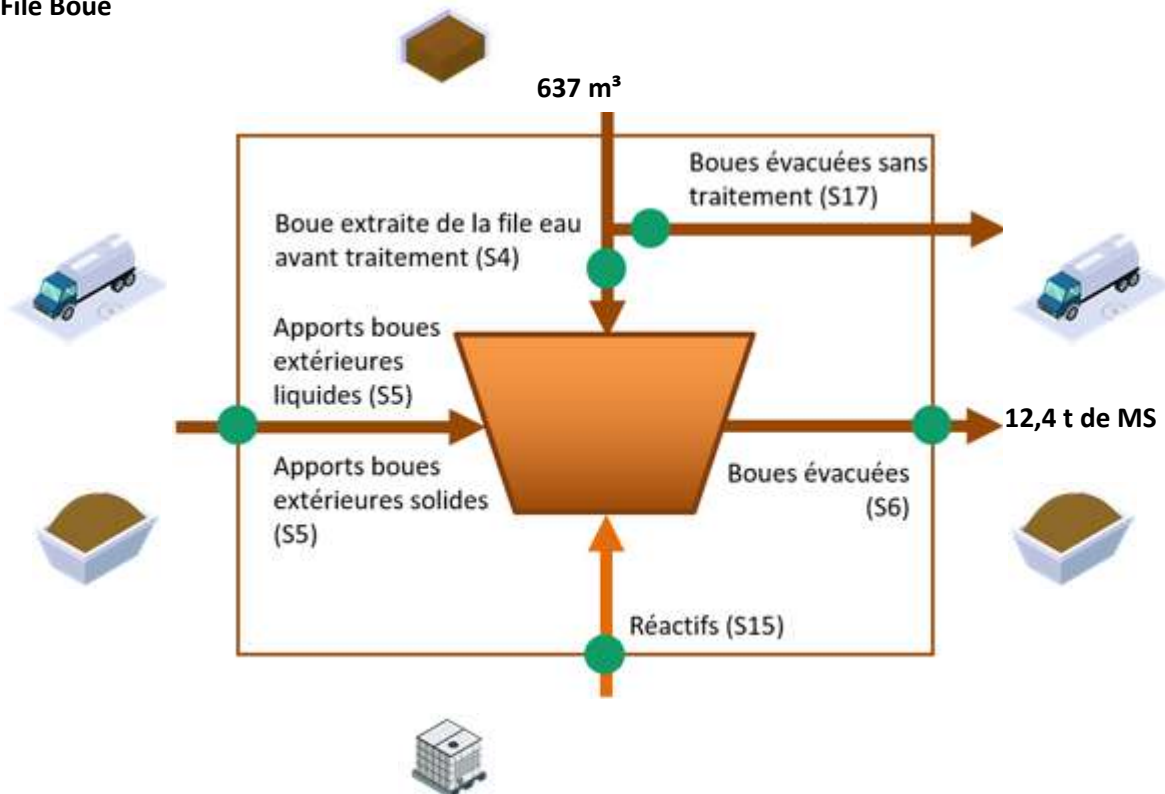 File Boue
637 m³
Boues évacuées sans
traitement (S17)
Boue extraite de la file eau
avant traitement (S4)
Apports boues
extérieures
liquides (S5)
12,4 t de MS
Apports boues
extérieures solides
(S5)
Boues évacuées
(S6)
Réactifs (S15)